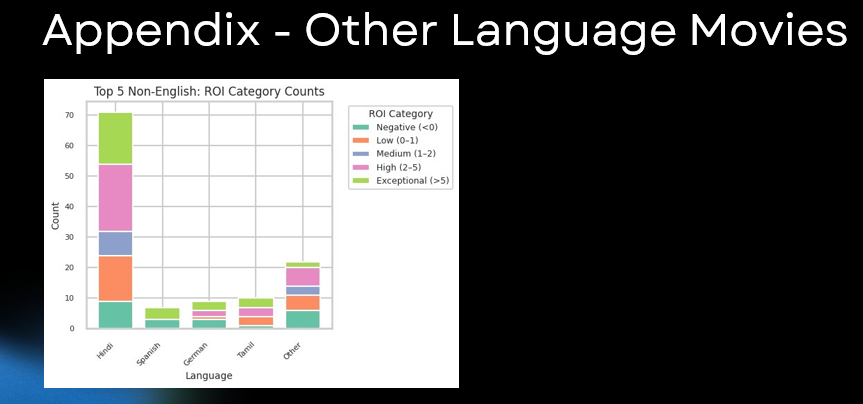 Appendix - Other Language Movies
Top 5 Non-English: ROI Category Counts
ROI Category
Negative (<0)
Low (0–1)
Medium (1–2)
High (2–5)
Exceptional (>5)
Count
70
60
50
40
30
20
10
0
Hindi
Spanish
German
Tamil
Other
Language